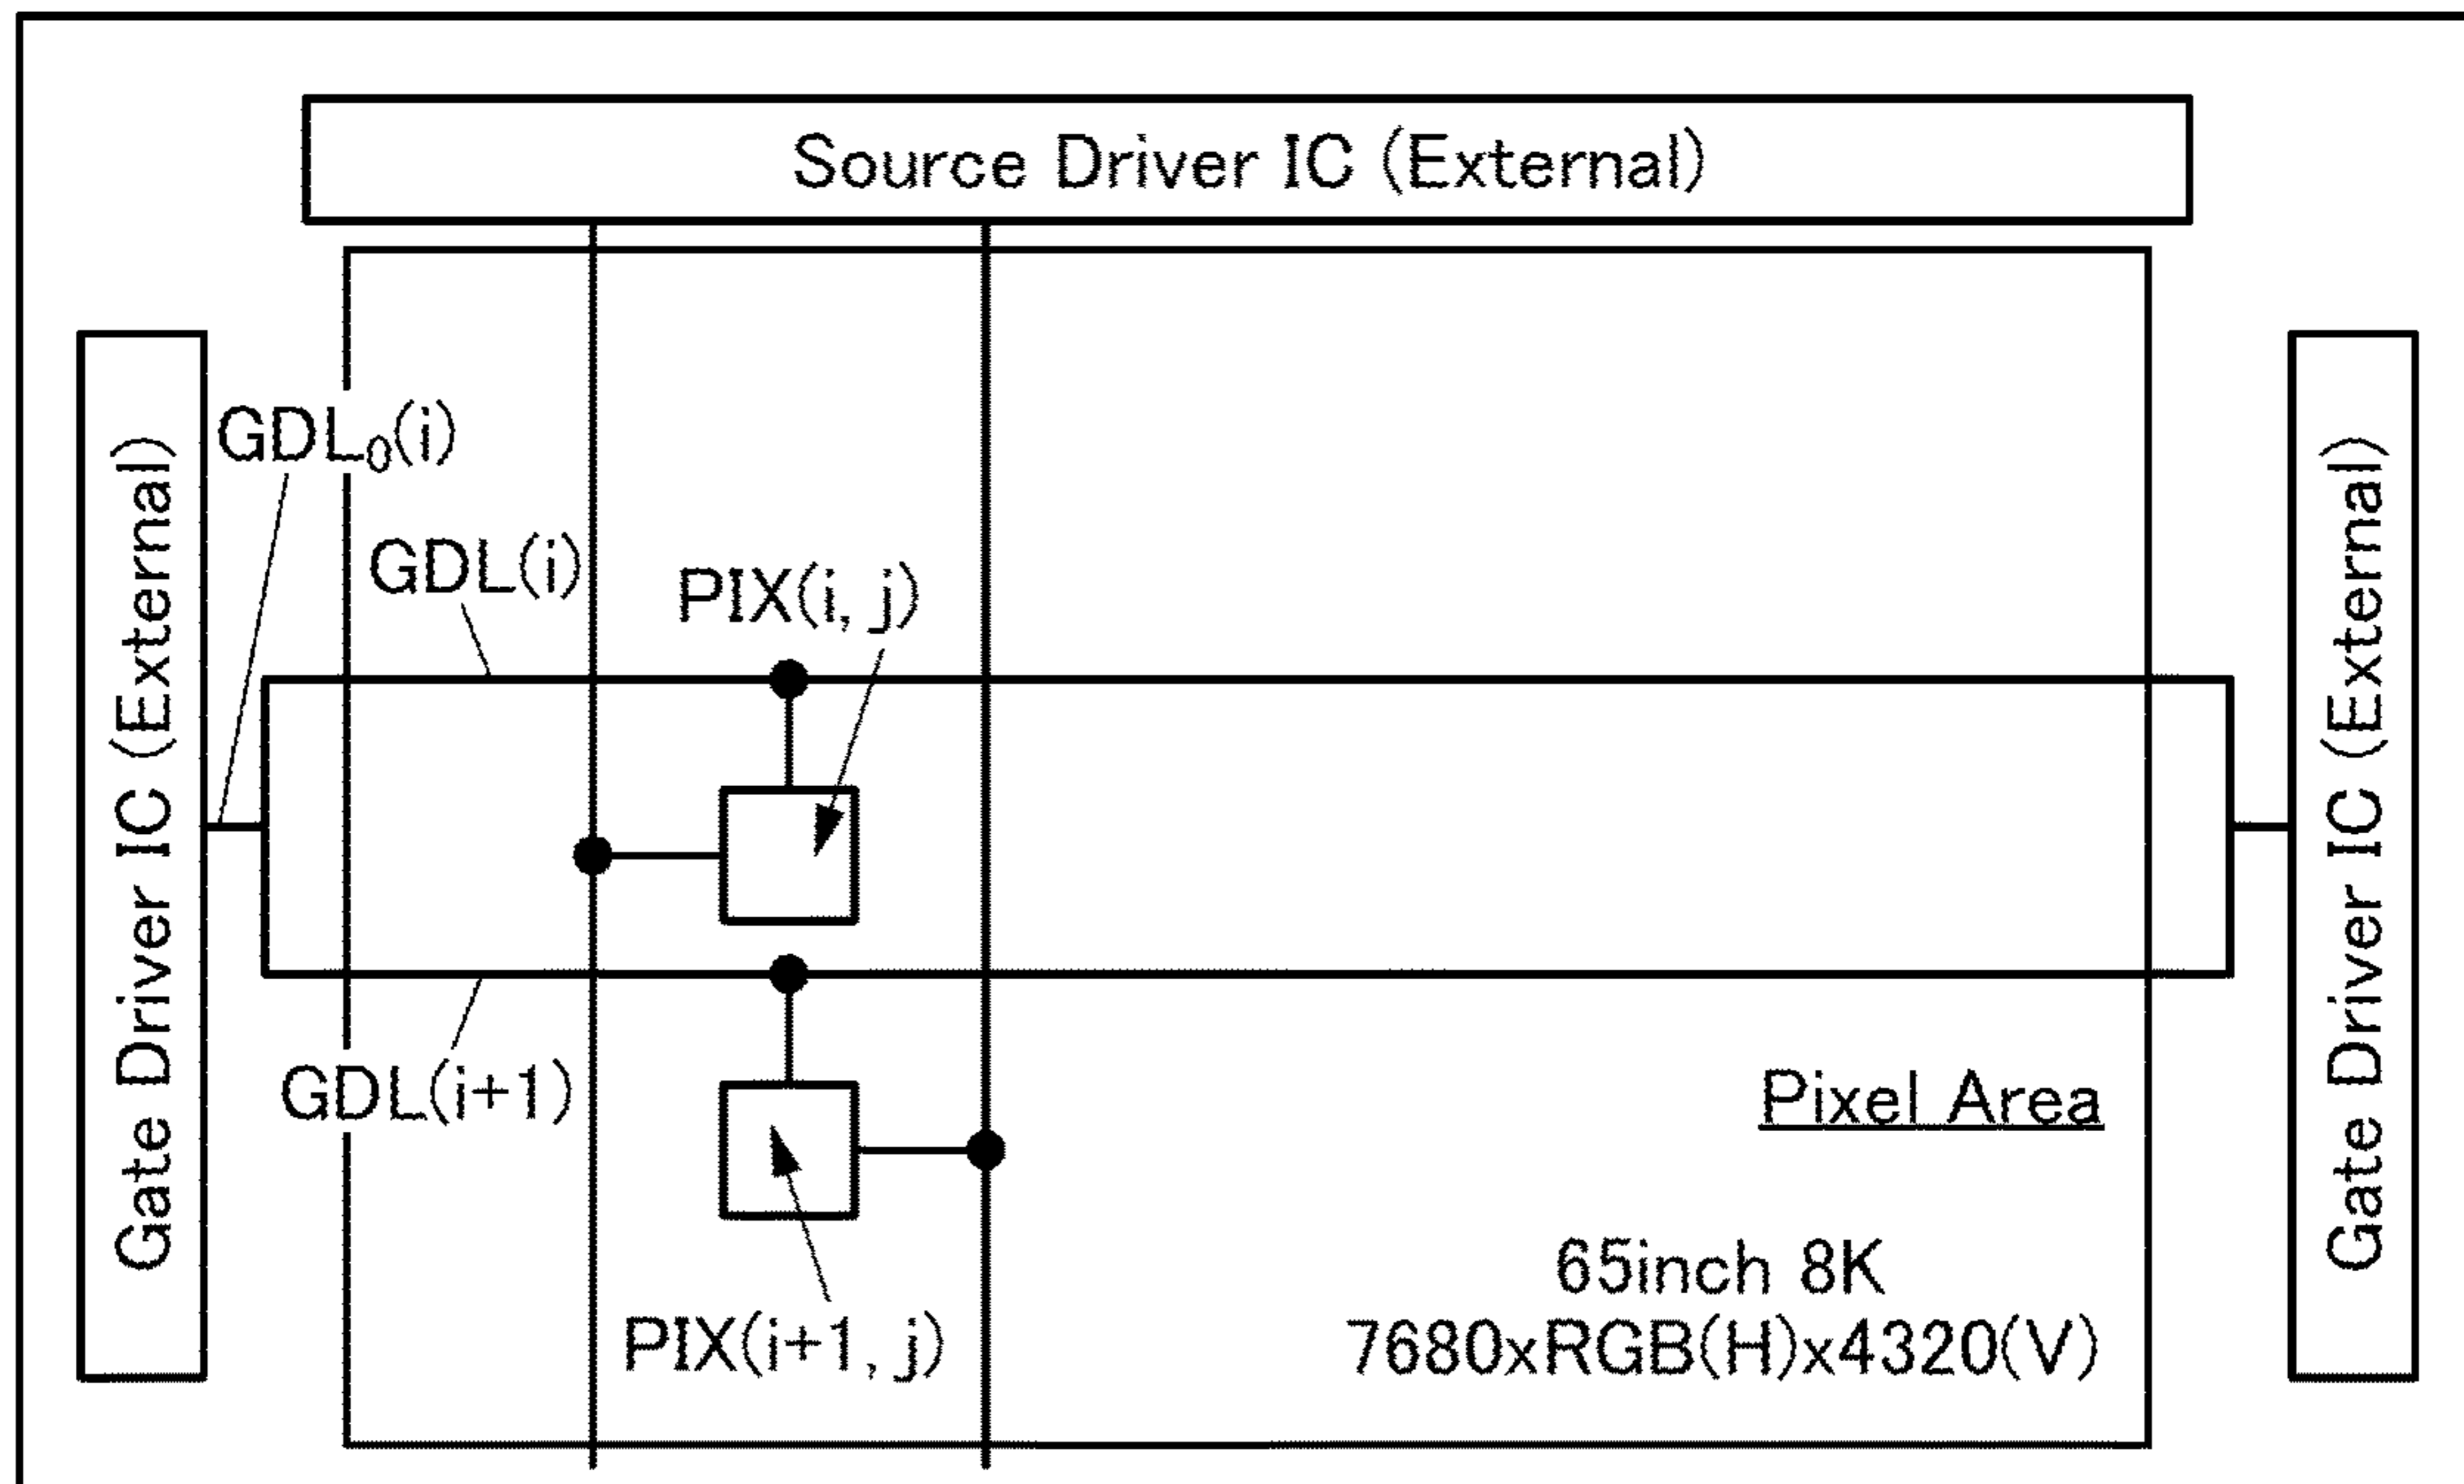 Source Driver IC (External)
Gate Driver IC (External)
GDL₀(i)
GDL(i)
PIX(i, j)
GDL(i+1)
PIX(i+1, j)
Pixel Area
65inch 8K
7680xRGB(H)x4320(V)
Gate Driver IC (External)